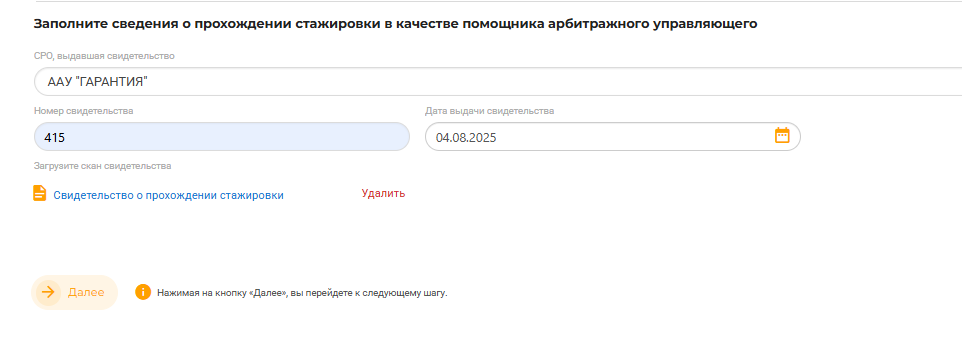 Заполните сведения о прохождении стажировки в качестве помощника арбитражного управляющего
СРО, выдавшая свидетельство
ААУ "ГАРАНТИЯ"
Номер свидетельства
Дата выдачи свидетельства
415
04.08.2025
Загрузите скан свидетельства
Свидетельство о прохождении стажировки
Удалить
Далее
Нажимая на кнопку «Далее», вы перейдете к следующему шагу.